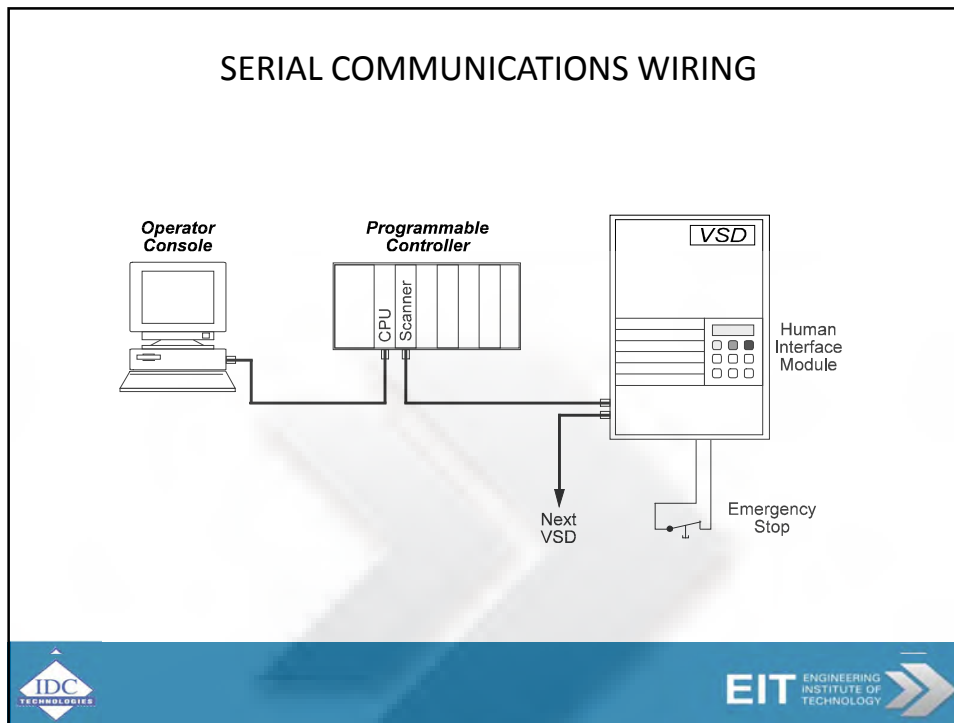 SERIAL COMMUNICATIONS WIRING
Operator
Console
Programmable
Controller
CPU
Scanner
VSD
Human
Interface
Module
Next
VSD
Emergency
Stop
IDC
TECHNOLOGIES
EIT
ENGINEERING
INSTITUTE OF
TECHNOLOGY